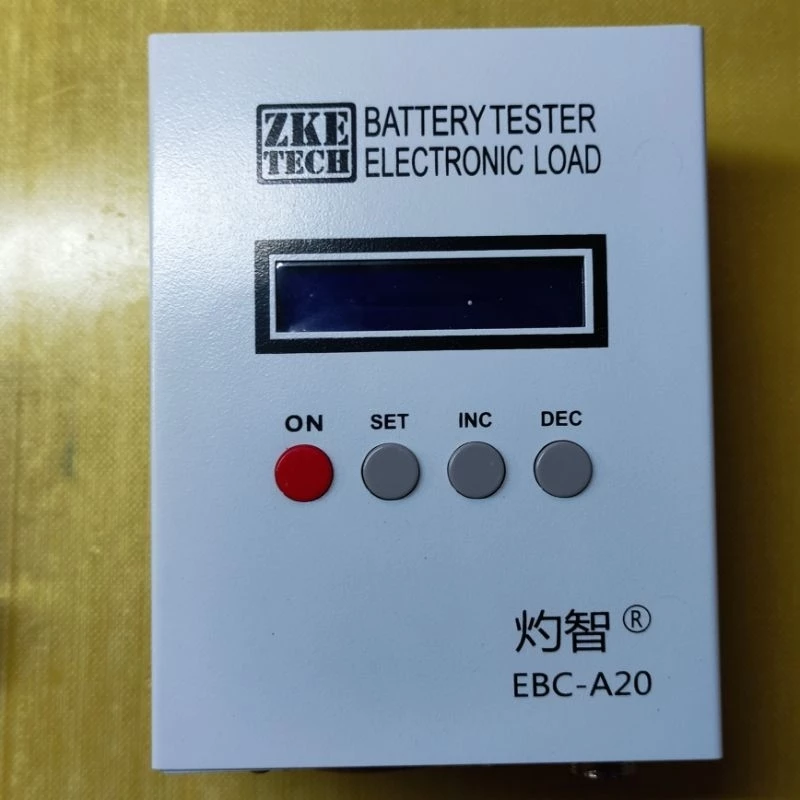 ZKE
TECH
BATTERY TESTER
ELECTRONIC LOAD
ON SET INC DEC
灼智®
EBC-A20